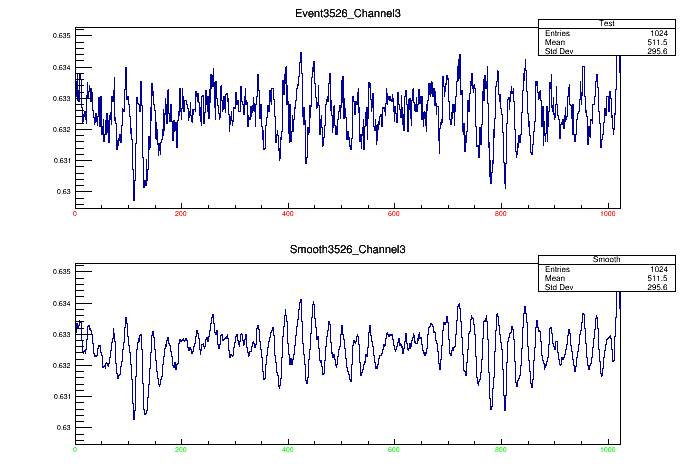 Event3526_Channel3
Test
Entries 1024
Mean 511.5
Std Dev 295.6
0.635
0.634
0.633
0.632
0.631
0.63
0 200 400 600 800 1000
Smooth3526_Channel3
Smooth
Entries 1024
Mean 511.5
Std Dev 295.6
0.635
0.634
0.633
0.632
0.631
0.63
0 200 400 600 800 1000